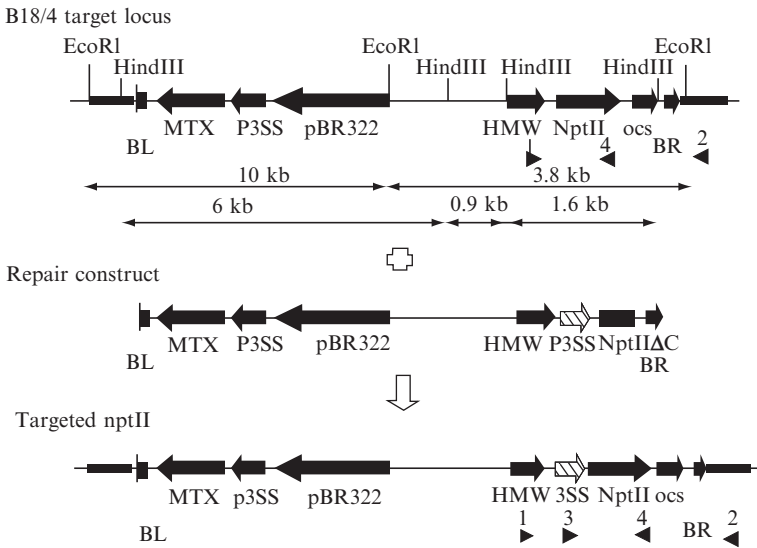 B18/4 target locus
EcoRl EcoRl EcoRl
HindIII HindIII HindIII HindIII
MTX P3SS pBR322 HMW NptII ocs
BL BR
4 2
10 kb 3.8 kb
6 kb 0.9 kb 1.6 kb
Repair construct
MTX P3SS pBR322 HMW P3SS NptIIΔC
BL BR
Targeted nptII
MTX p3SS pBR322 HMW 3SS NptII ocs
1 3 4 2
BL BR